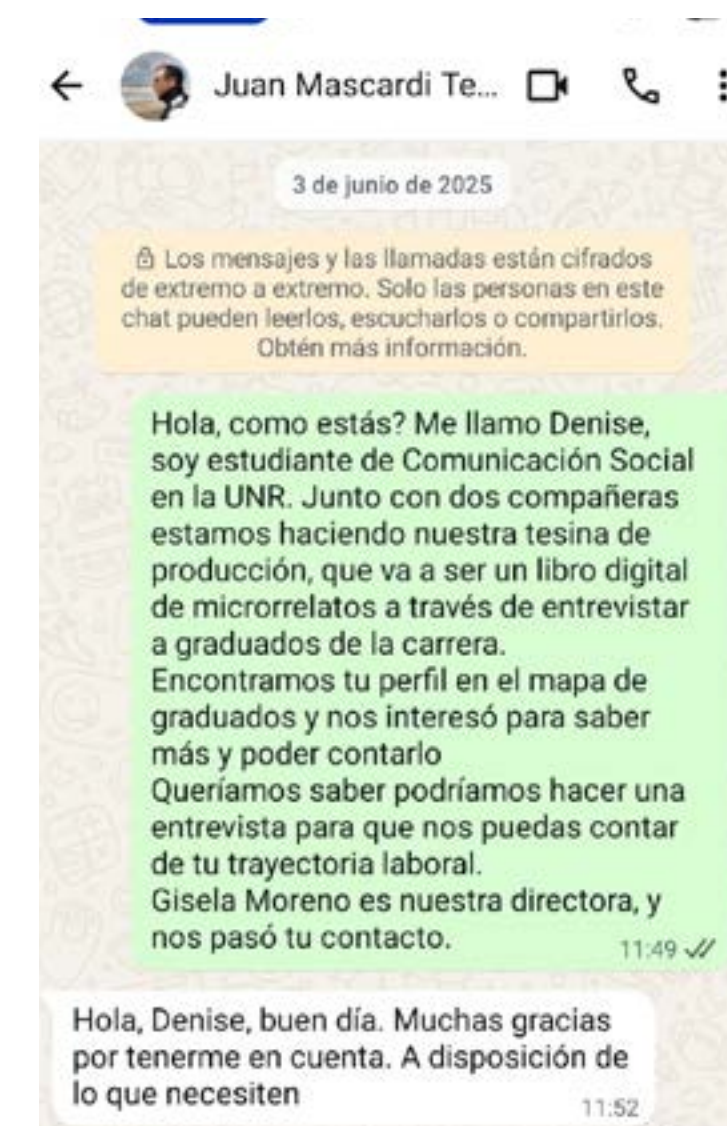 Juan Mascardi Te...
3 de junio de 2025
Los mensajes y las llamadas están cifrados
de extremo a extremo. Solo las personas en este
chat pueden leerlos, escucharlos o compartirlos.
Obtén más información.
Hola, como estás? Me llamo Denise,
soy estudiante de Comunicación Social
en la UNR. Junto con dos compañeras
estamos haciendo nuestra tesina de
producción, que va a ser un libro digital
de microrrelatos a través de entrevistar
a graduados de la carrera.
Encontramos tu perfil en el mapa de
graduados y nos interesó para saber
más y poder contarlo
Queríamos saber podríamos hacer una
entrevista para que nos puedas contar
de tu trayectoria laboral.
Gisela Moreno es nuestra directora, y
nos pasó tu contacto.
11:49
Hola, Denise, buen día. Muchas gracias
por tenerme en cuenta. A disposición de
lo que necesiten
11:52